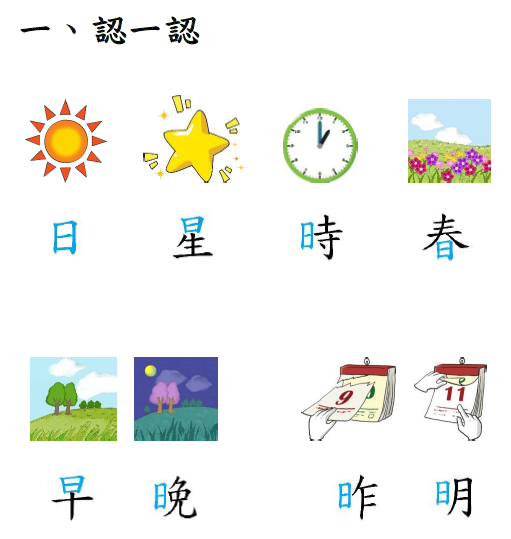 一、認一認
日 星 時 春
9 11
早 晚 昨 明